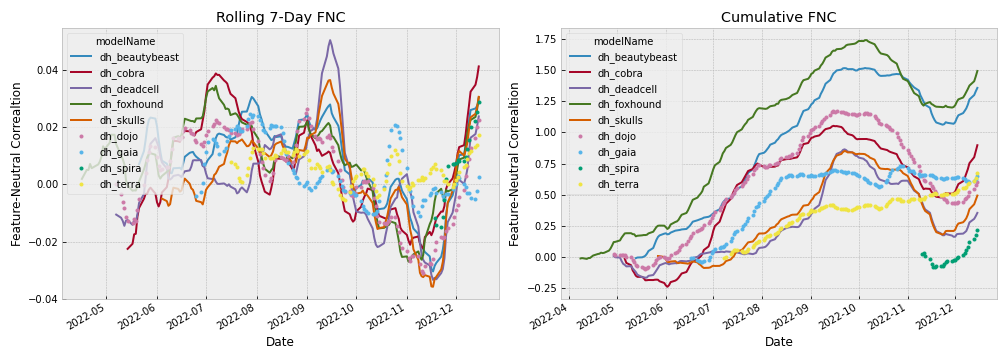 Rolling 7-Day FNC
Feature-Neutral Correaltion
0.04
0.02
0.00
−0.02
−0.04
modelName
dh_beautybeast
dh_cobra
dh_deadcell
dh_foxhound
dh_skulls
dh_dojo
dh_gaia
dh_spira
dh_terra
2022-05
2022-06
2022-07
2022-08
2022-09
2022-10
2022-11
2022-12
Date
Cumulative FNC
Feature-Neutral Correaltion
1.75
1.50
1.25
1.00
0.75
0.50
0.25
0.00
−0.25
modelName
dh_beautybeast
dh_cobra
dh_deadcell
dh_foxhound
dh_skulls
dh_dojo
dh_gaia
dh_spira
dh_terra
2022-04
2022-05
2022-06
2022-07
2022-08
2022-09
2022-10
2022-11
2022-12
Date